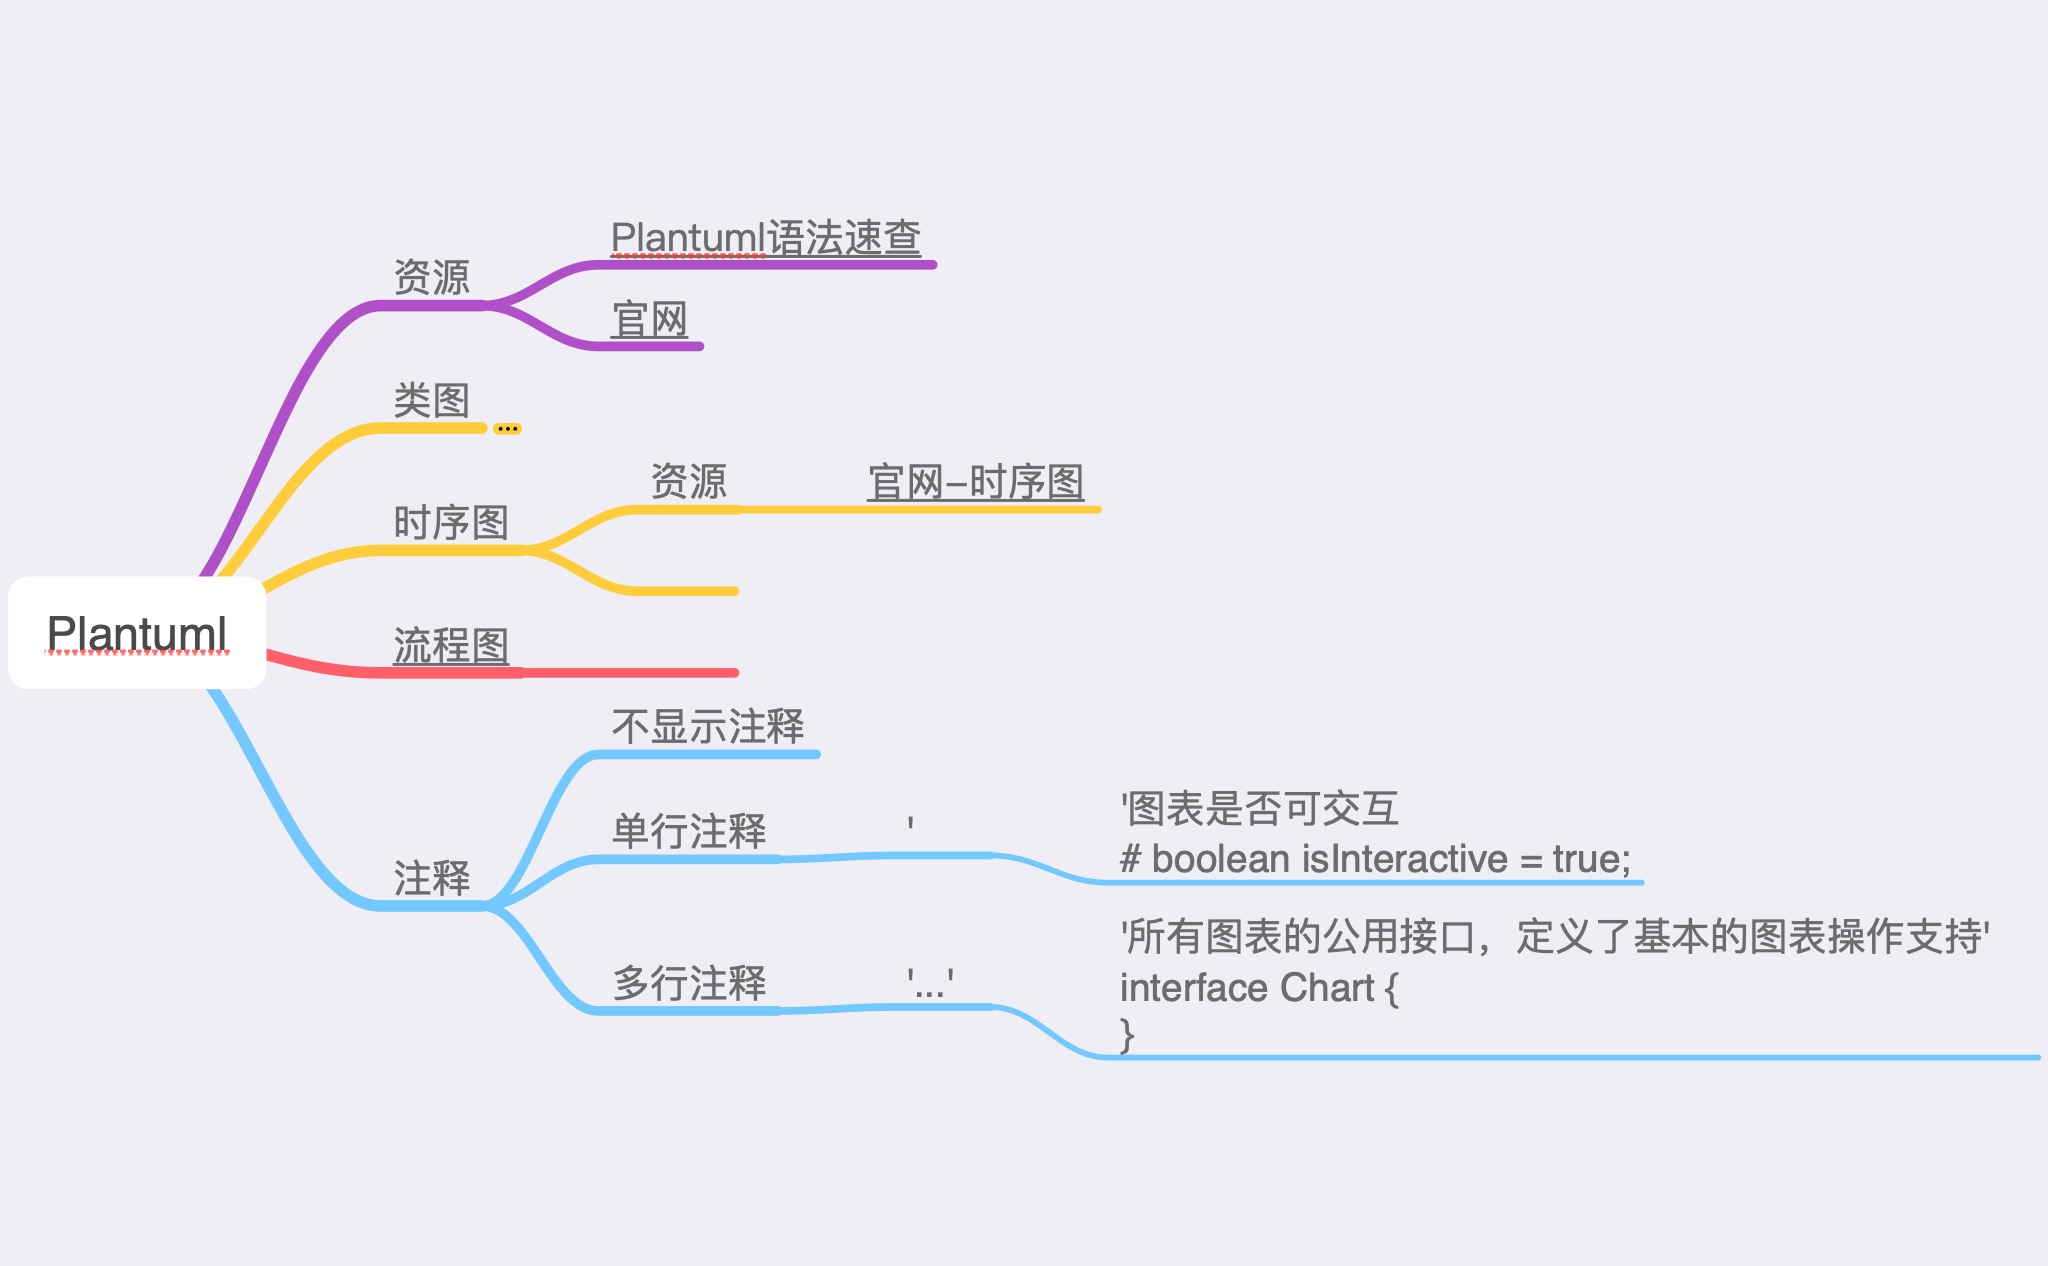 Plantuml语法速查
资源
官网
类图
资源
官网-时序图
时序图
Plantuml
流程图
不显示注释
'图表是否可交互
单行注释
'
# boolean isInteractive = true;
注释
'所有图表的公用接口，定义了基本的图表操作支持'
多行注释
'...'
interface Chart {
}